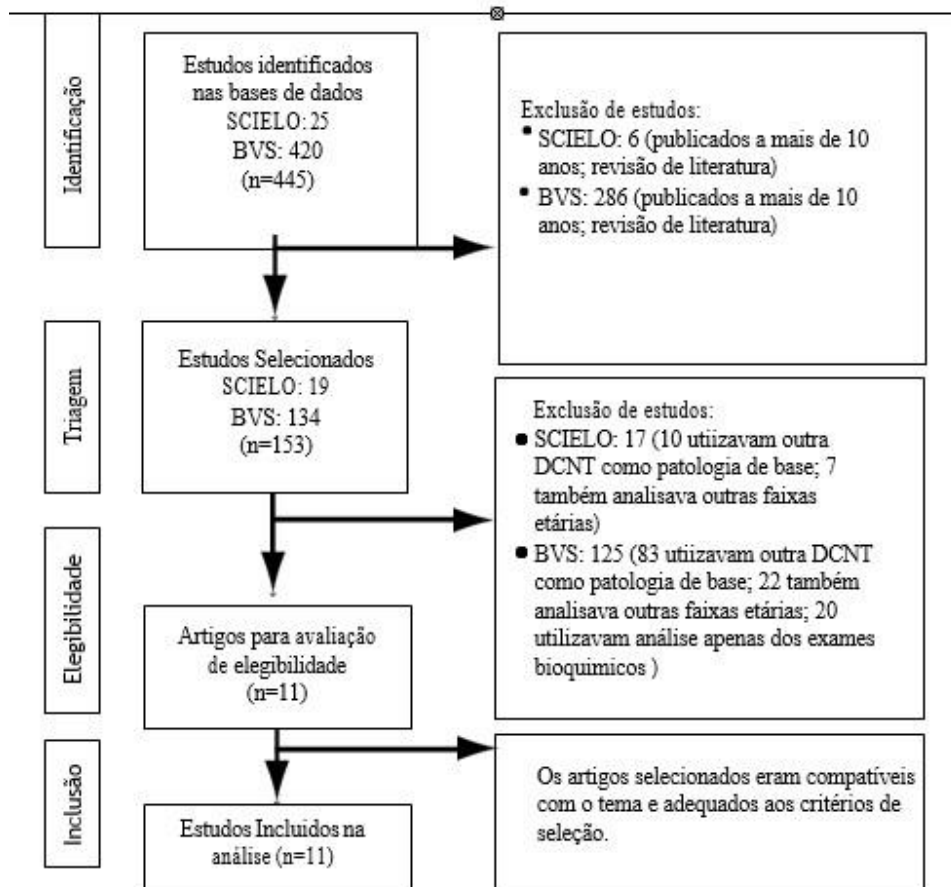 Identificação
Estudos identificados
nas bases de dados
SCIELO: 25
BVS: 420
(n=445)
Exclusão de estudos:
• SCIELO: 6 (publicados a mais de 10
anos; revisão de literatura)
• BVS: 286 (publicados a mais de 10
anos; revisão de literatura)
Triagem
Estudos Selecionados
SCIELO: 19
BVS: 134
(n=153)
Exclusão de estudos:
• SCIELO: 17 (10 utiizavam outra
DCNT como patologia de base; 7
também analisava outras faixas
etárias)
• BVS: 125 (83 utiizavam outra DCNT
como patologia de base; 22 também
analisava outras faixas etárias; 20
utilizavam análise apenas dos exames
bioquimicos )
Elegibilidade
Artigos para avaliação
de elegibilidade
(n=11)
Inclusão
Estudos Incluidos na
análise (n=11)
Os artigos selecionados eram compatíveis
com o tema e adequados aos critérios de
seleção.